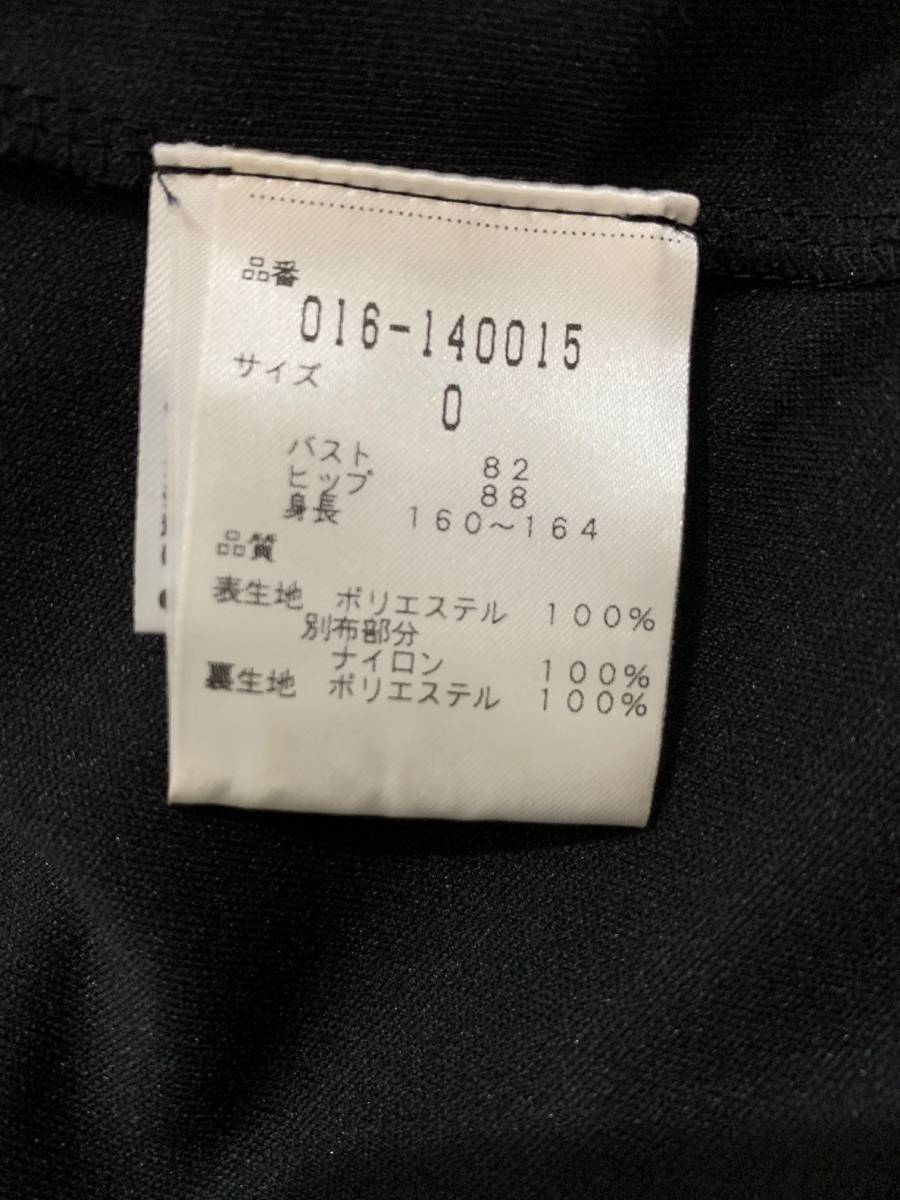 品番
016-140015
サイズ
0
バスト 82
ヒップ 88
身長 160~164
品質
表生地 ポリエステル 100%
別布部分
ナイロン 100%
裏生地 ポリエステル 100%